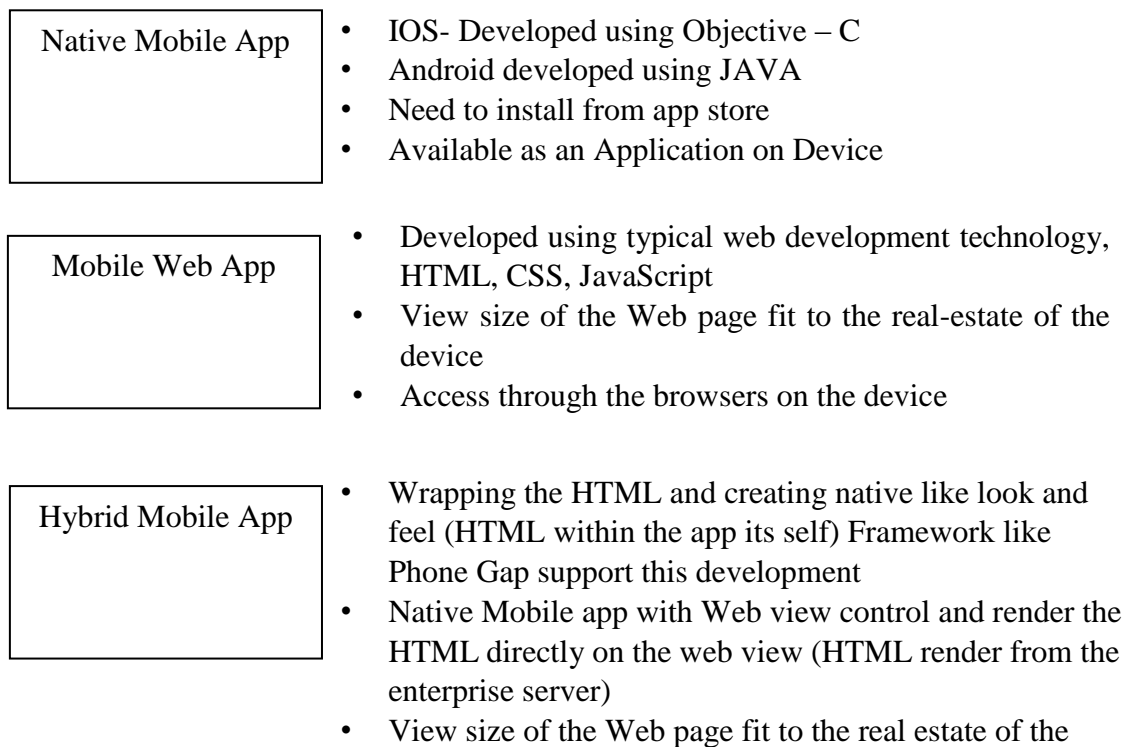 Native Mobile App
• IOS- Developed using Objective – C
• Android developed using JAVA
• Need to install from app store
• Available as an Application on Device
Mobile Web App
• Developed using typical web development technology,
HTML, CSS, JavaScript
• View size of the Web page fit to the real-estate of the
device
• Access through the browsers on the device
Hybrid Mobile App
• Wrapping the HTML and creating native like look and
feel (HTML within the app its self) Framework like
Phone Gap support this development
• Native Mobile app with Web view control and render the
HTML directly on the web view (HTML render from the
enterprise server)
• View size of the Web page fit to the real estate of the